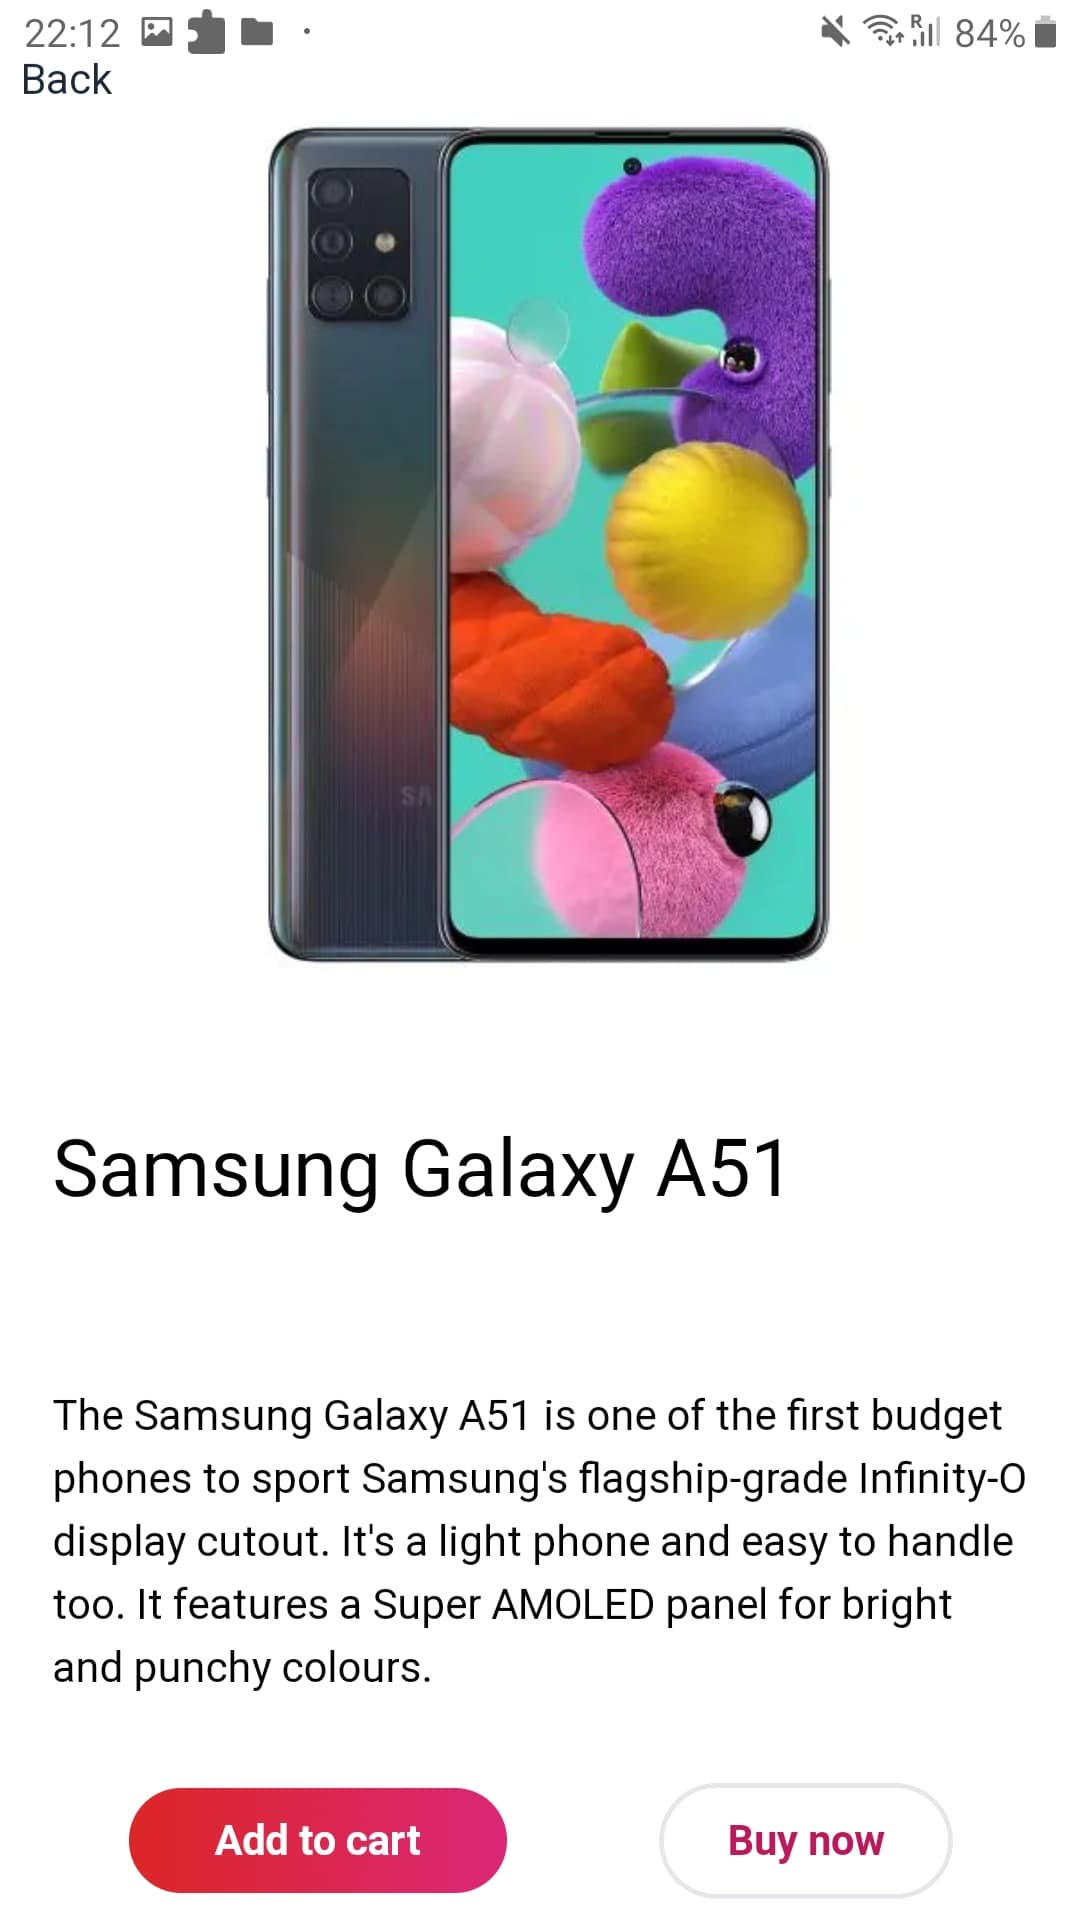 22:12
R
84%
Back
SA
Samsung Galaxy A51
The Samsung Galaxy A51 is one of the first budget
phones to sport Samsung's flagship-grade Infinity-O
display cutout. It's a light phone and easy to handle
too. It features a Super AMOLED panel for bright
and punchy colours.
Add to cart
Buy now